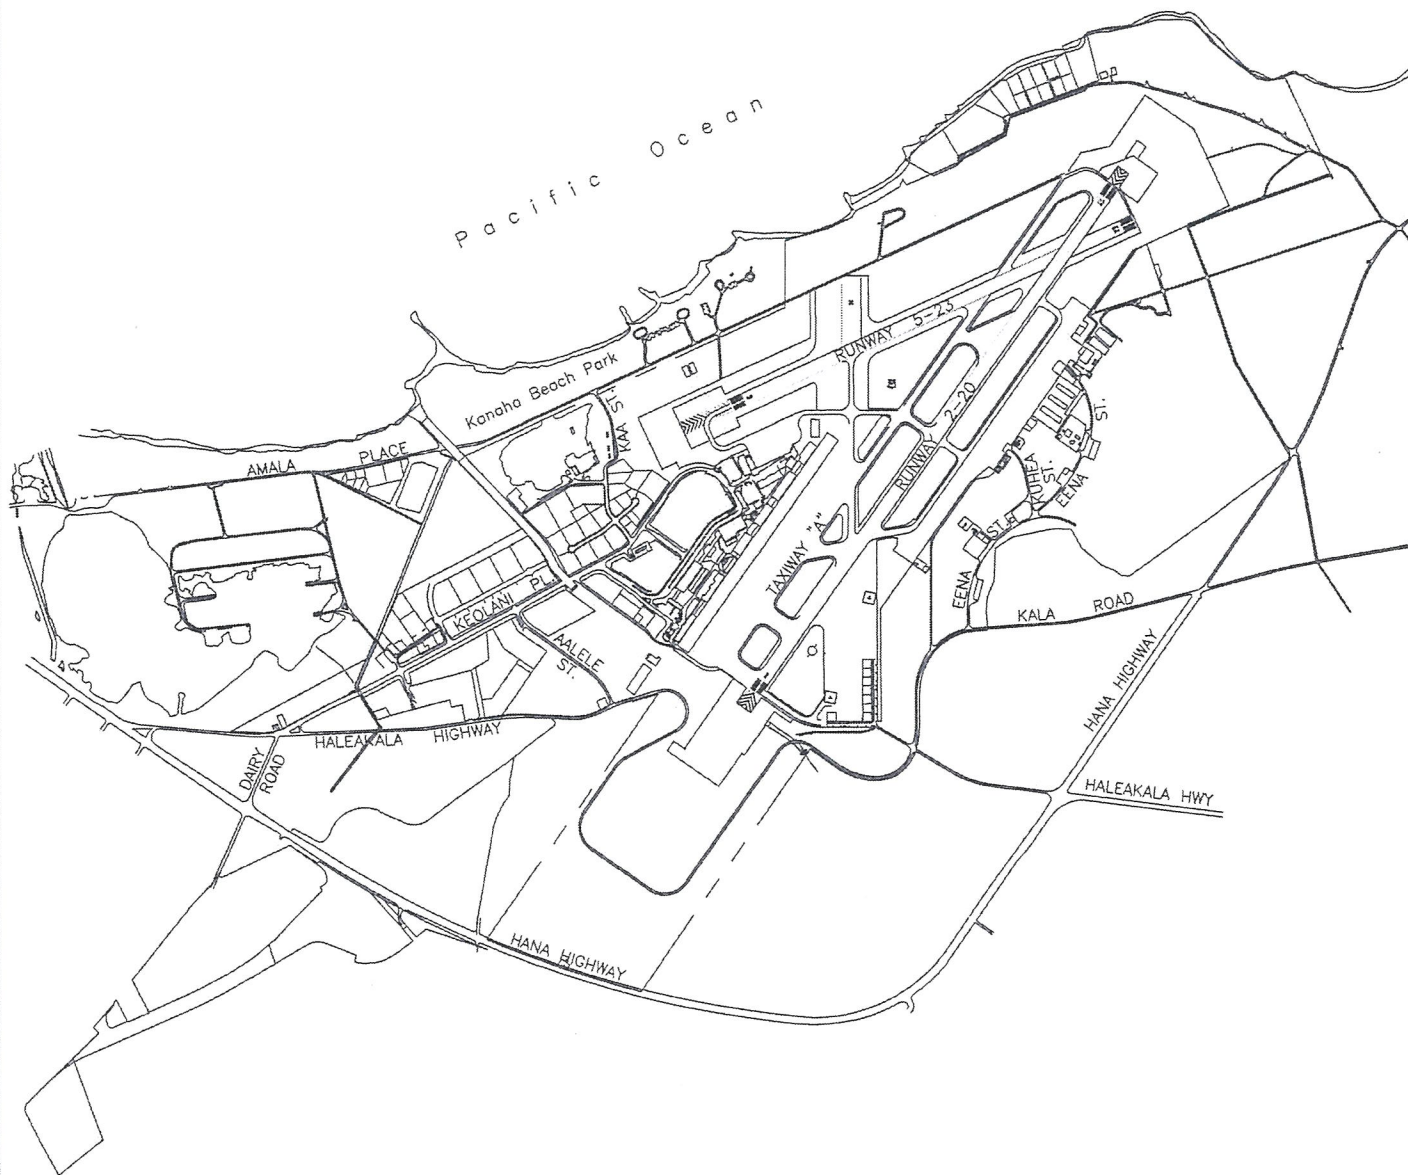 Pacific Ocean
RUNWAY 5-23
Kanaha Beach Park
KAA ST.
RUNWAY 2-20
ST.
AMALA PLACE
KUHEA ST.
EENA
TAXIWAY "A"
EENA ST.
KEOLANI PL.
KALA ROAD
AALELE ST.
HANA HIGHWAY
HALEAKALA HIGHWAY
DAIRY ROAD
HALEAKALA HWY
HANA HIGHWAY